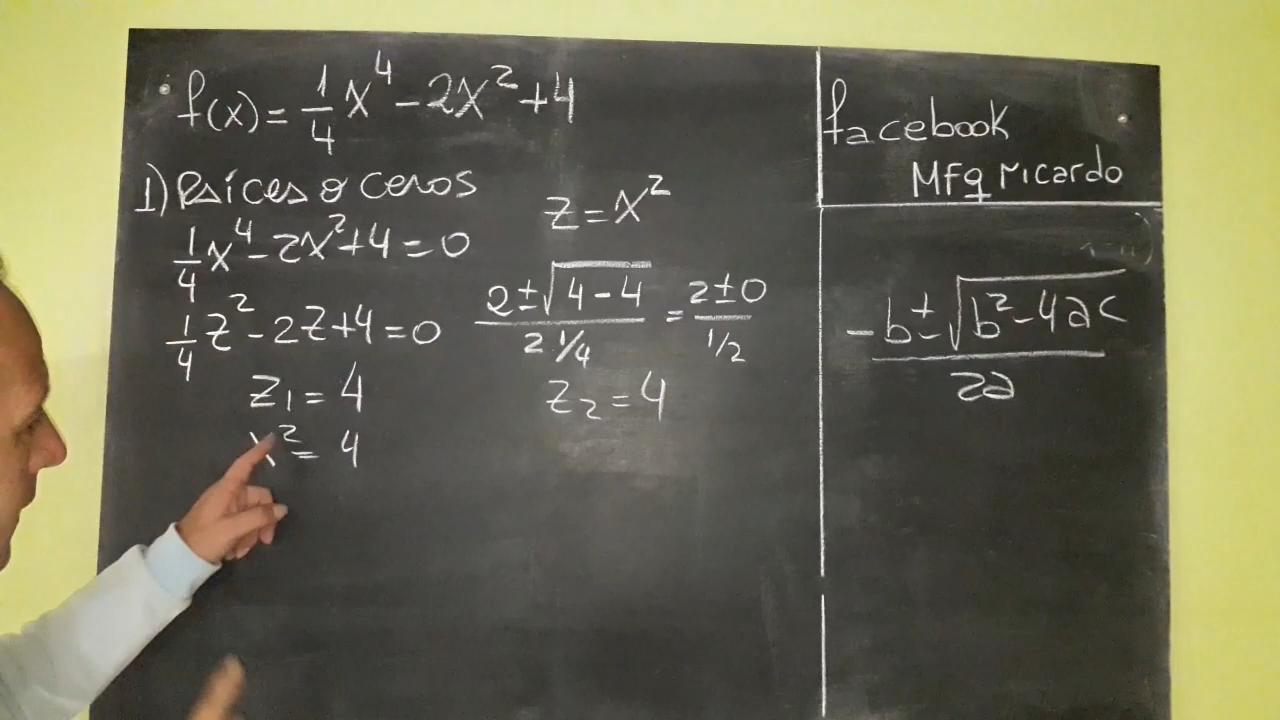 f(x) = 1/4 x⁴ - 2x² + 4
1) Raíces o ceros
1/4 x⁴ - 2x² + 4 = 0
1/4 z² - 2z + 4 = 0
z₁ = 4
x² = 4
z = x²
(2 ± √(4 - 4)) / (2 1/4) = (2 ± 0) / (1/2)
z₂ = 4
facebook
Mfq ricardo
(-b ± √(b² - 4ac)) / 2a